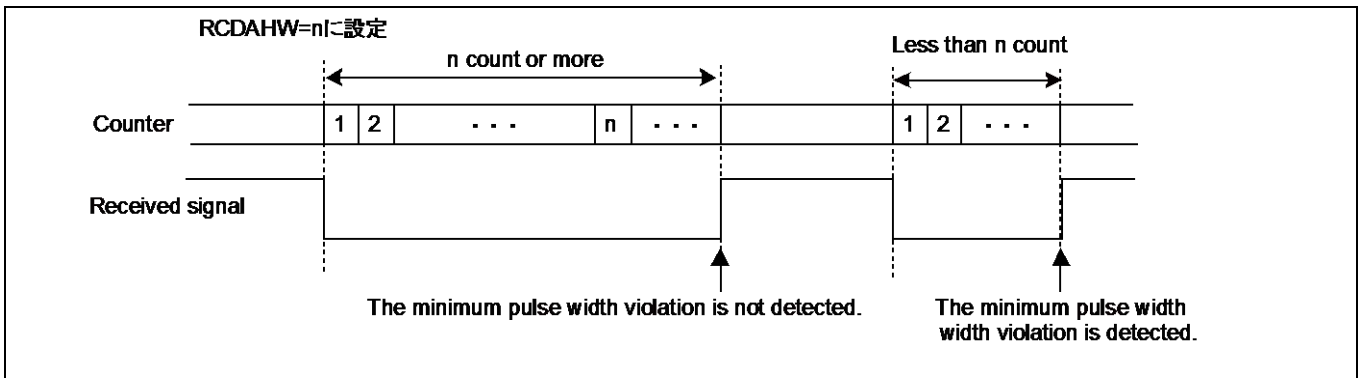 RCDAHW=nに設定
n count or more
Less than n count
Counter
1 2 ・・・ n ・・・
1 2 ・・・
Received signal
The minimum pulse width violation is not detected.
The minimum pulse width
width violation is detected.